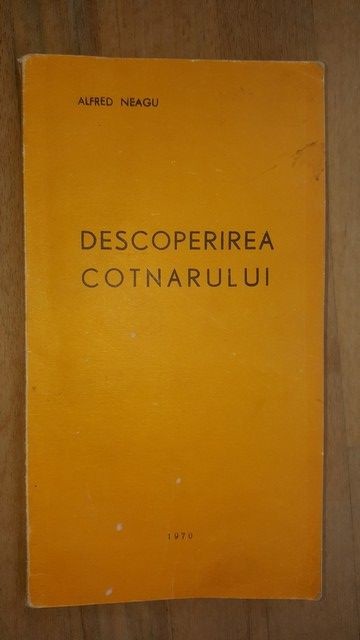 ALFRED NEAGU
DESCOPERIREA
COTNARULUI
1970